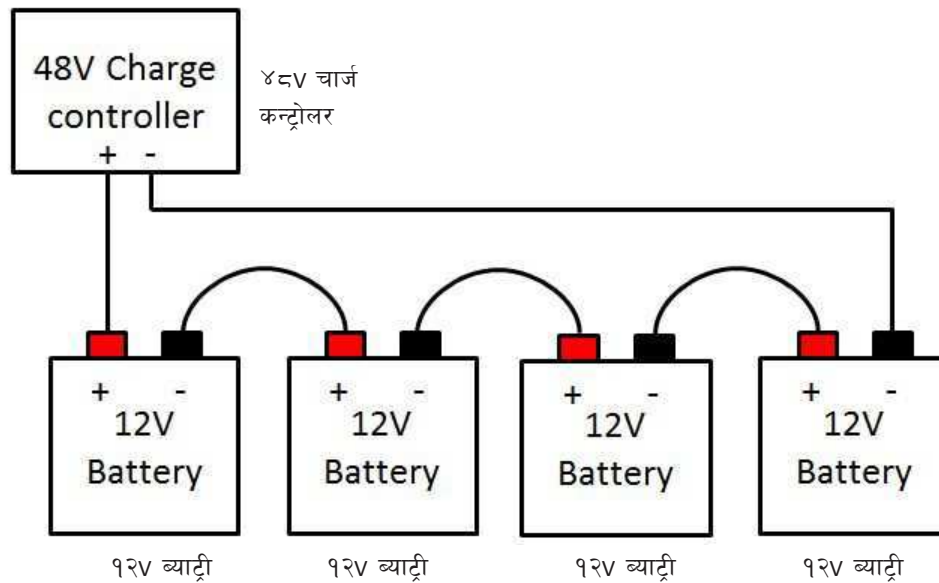 48V Charge
controller
+ -
४८V चार्ज
कन्ट्रोलर
+ -
12V
Battery
+ -
12V
Battery
+ -
12V
Battery
+ -
12V
Battery
१२V ब्याट्री
१२V ब्याट्री
१२V ब्याट्री
१२V ब्याट्री